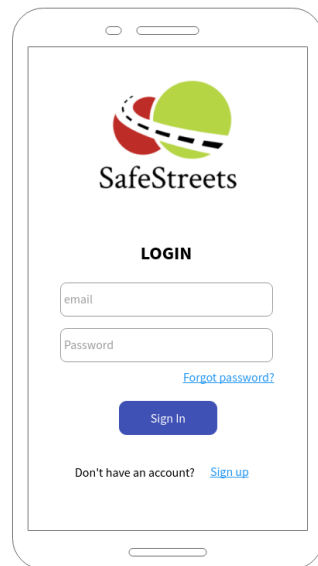 SafeStreets
LOGIN
email
Password
Forgot password?
Sign In
Don't have an account? Sign up